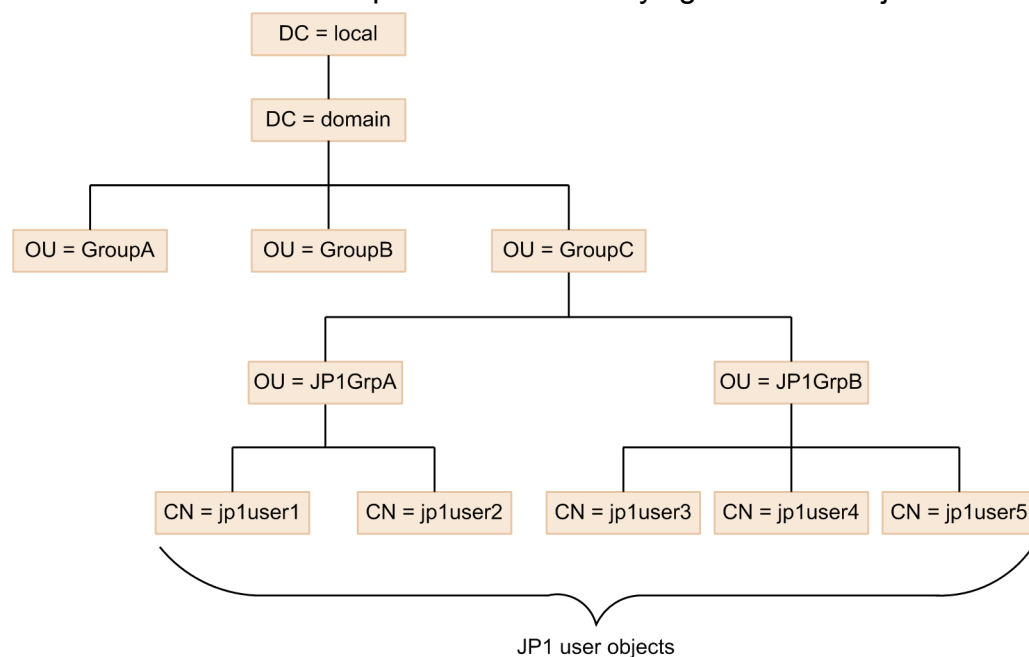 DC = local
DC = domain
OU = GroupA
OU = GroupB
OU = GroupC
OU = JP1GrpA
OU = JP1GrpB
CN = jp1user1
CN = jp1user2
CN = jp1user3
CN = jp1user4
CN = jp1user5
JP1 user objects